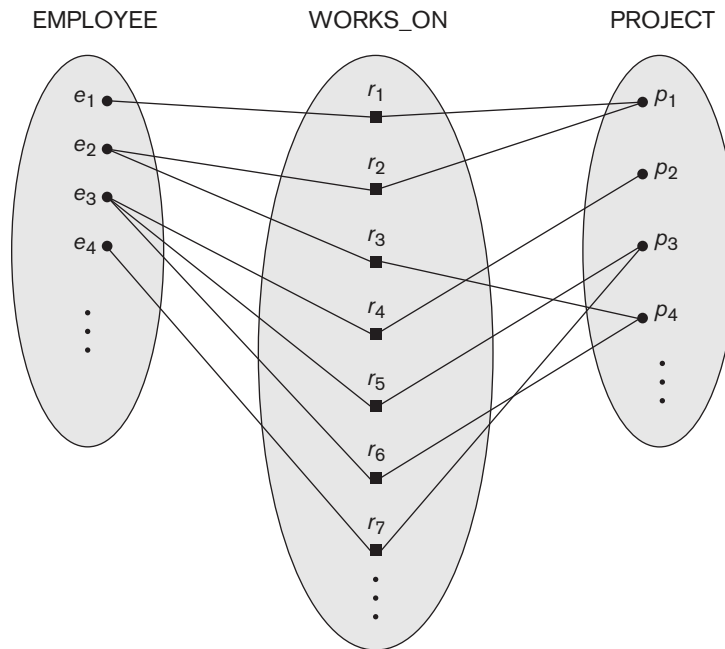 EMPLOYEE WORKS_ON PROJECT
e1
e2
e3
e4
r1
r2
r3
r4
r5
r6
r7
p1
p2
p3
p4